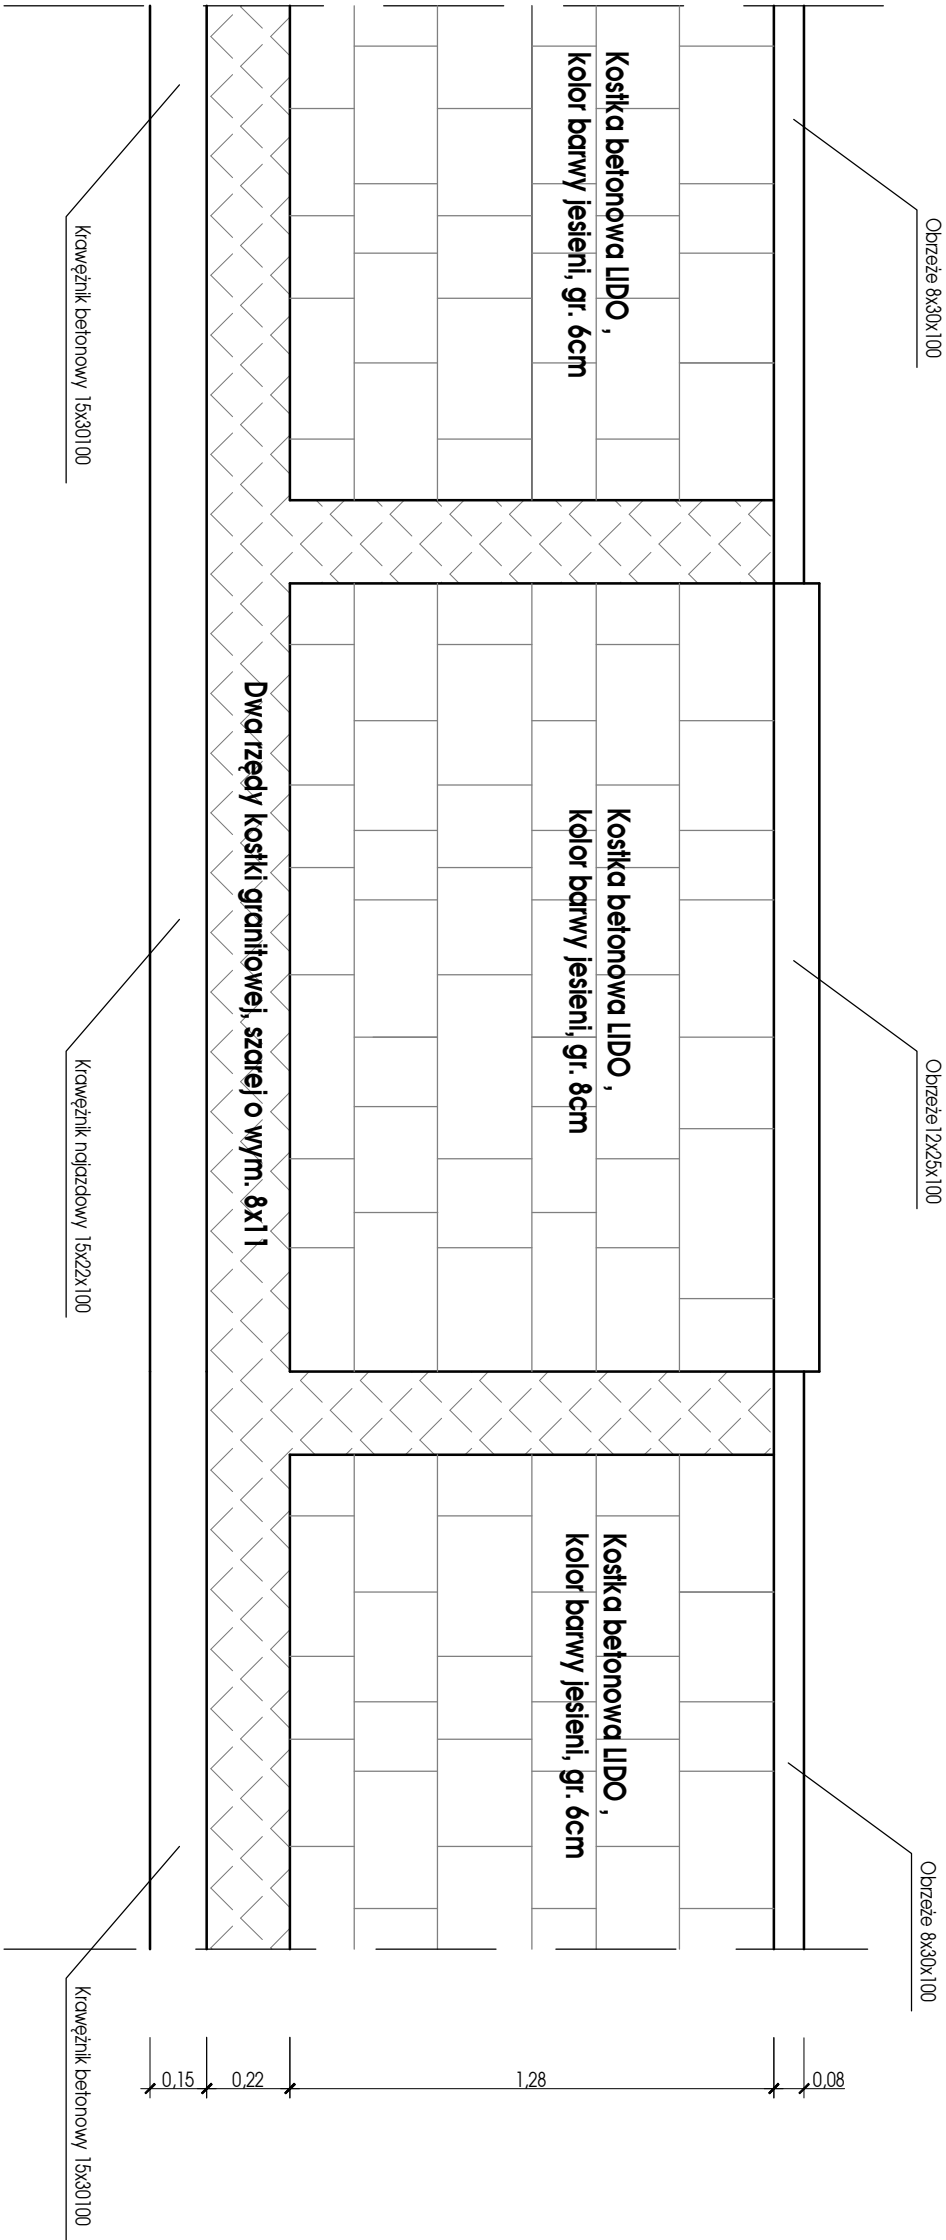 Obrzeże 8x30x100
Obrzeże12x25x100
Obrzeże 8x30x100
Kostka betonowa LIDO ,
kolor barwy jesieni, gr. 6cm
Kostka betonowa LIDO ,
kolor barwy jesieni, gr. 8cm
Kostka betonowa LIDO ,
kolor barwy jesieni, gr. 6cm
Dwa rzędy kostki granitowej, szarej o wym. 8x11
Krawężnik betonowy 15x30100
Krawężnik najazdowy 15x22x100
Krawężnik betonowy 15x30100
0,15
0,22
1,28
0,08